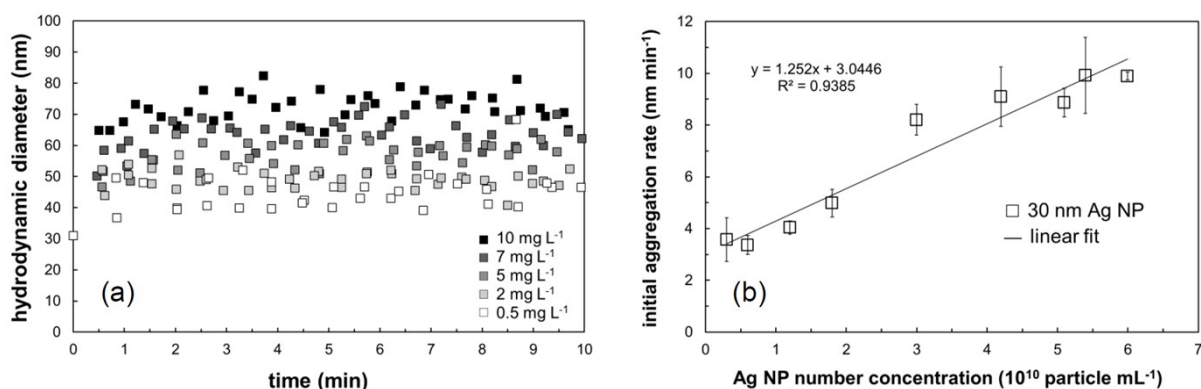 100
90
80
70
60
50
40
30
20
10
0
hydrodynamic diameter (nm)
(a)
10 mg L⁻¹
7 mg L⁻¹
5 mg L⁻¹
2 mg L⁻¹
0.5 mg L⁻¹
0 1 2 3 4 5 6 7 8 9 10
time (min)
12
10
8
6
4
2
0
initial aggregation rate (nm min⁻¹)
y = 1.252x + 3.0446
R² = 0.9385
30 nm Ag NP
linear fit
(b)
0 1 2 3 4 5 6 7
Ag NP number concentration (10¹⁰ particle mL⁻¹)